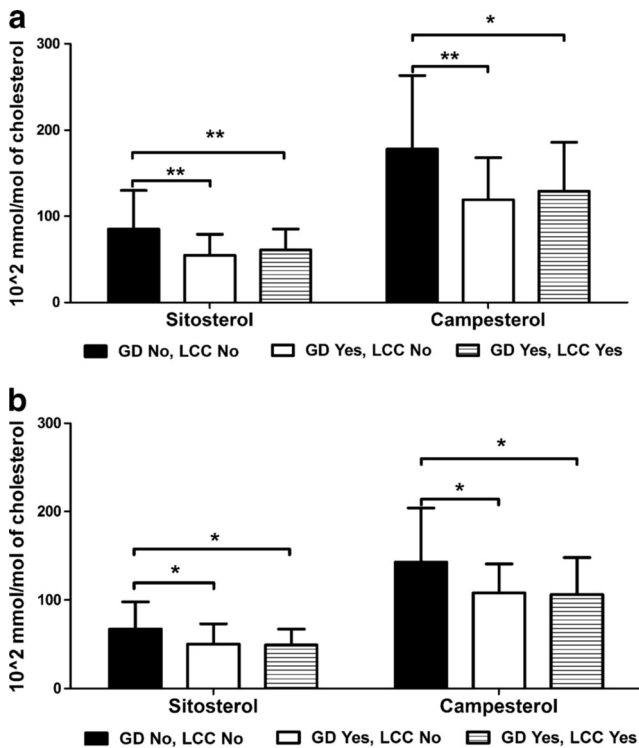 a
10^2 mmol/mol of cholesterol
300
200
100
0
**
**
*
**
Sitosterol
Campesterol
GD No, LCC No
GD Yes, LCC No
GD Yes, LCC Yes
b
10^2 mmol/mol of cholesterol
300
200
100
0
*
*
*
*
Sitosterol
Campesterol
GD No, LCC No
GD Yes, LCC No
GD Yes, LCC Yes